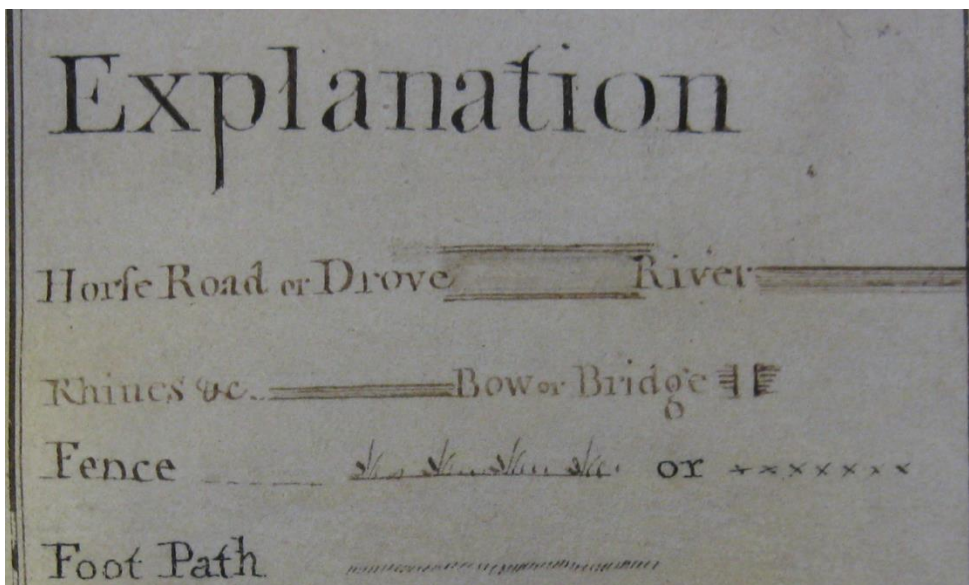 Explanation
Horſe Road or Drove River
Rhines &c. Bow or Bridge
Fence or
Foot Path